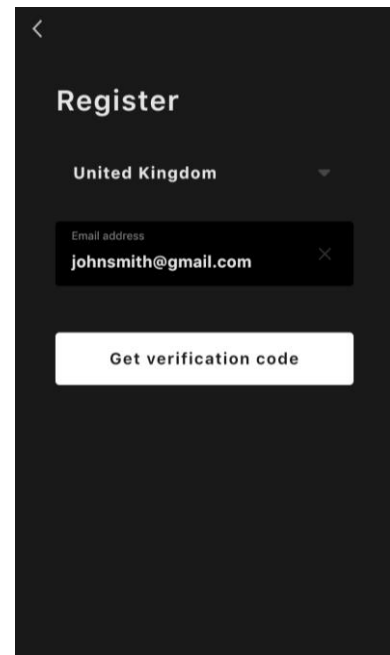 Register
United Kingdom
Email address
johnsmith@gmail.com
Get verification code